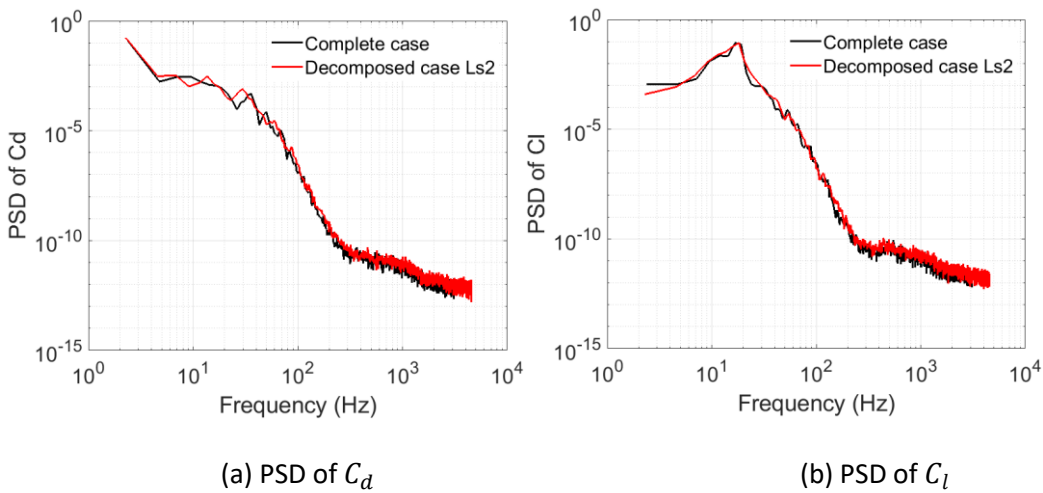 10^0
10^-5
10^-10
10^-15
PSD of Cd
Complete case
Decomposed case Ls2
10^0 10^1 10^2 10^3 10^4
Frequency (Hz)
(a) PSD of C_d
10^0
10^-5
10^-10
10^-15
PSD of Cl
Complete case
Decomposed case Ls2
10^0 10^1 10^2 10^3 10^4
Frequency (Hz)
(b) PSD of C_l